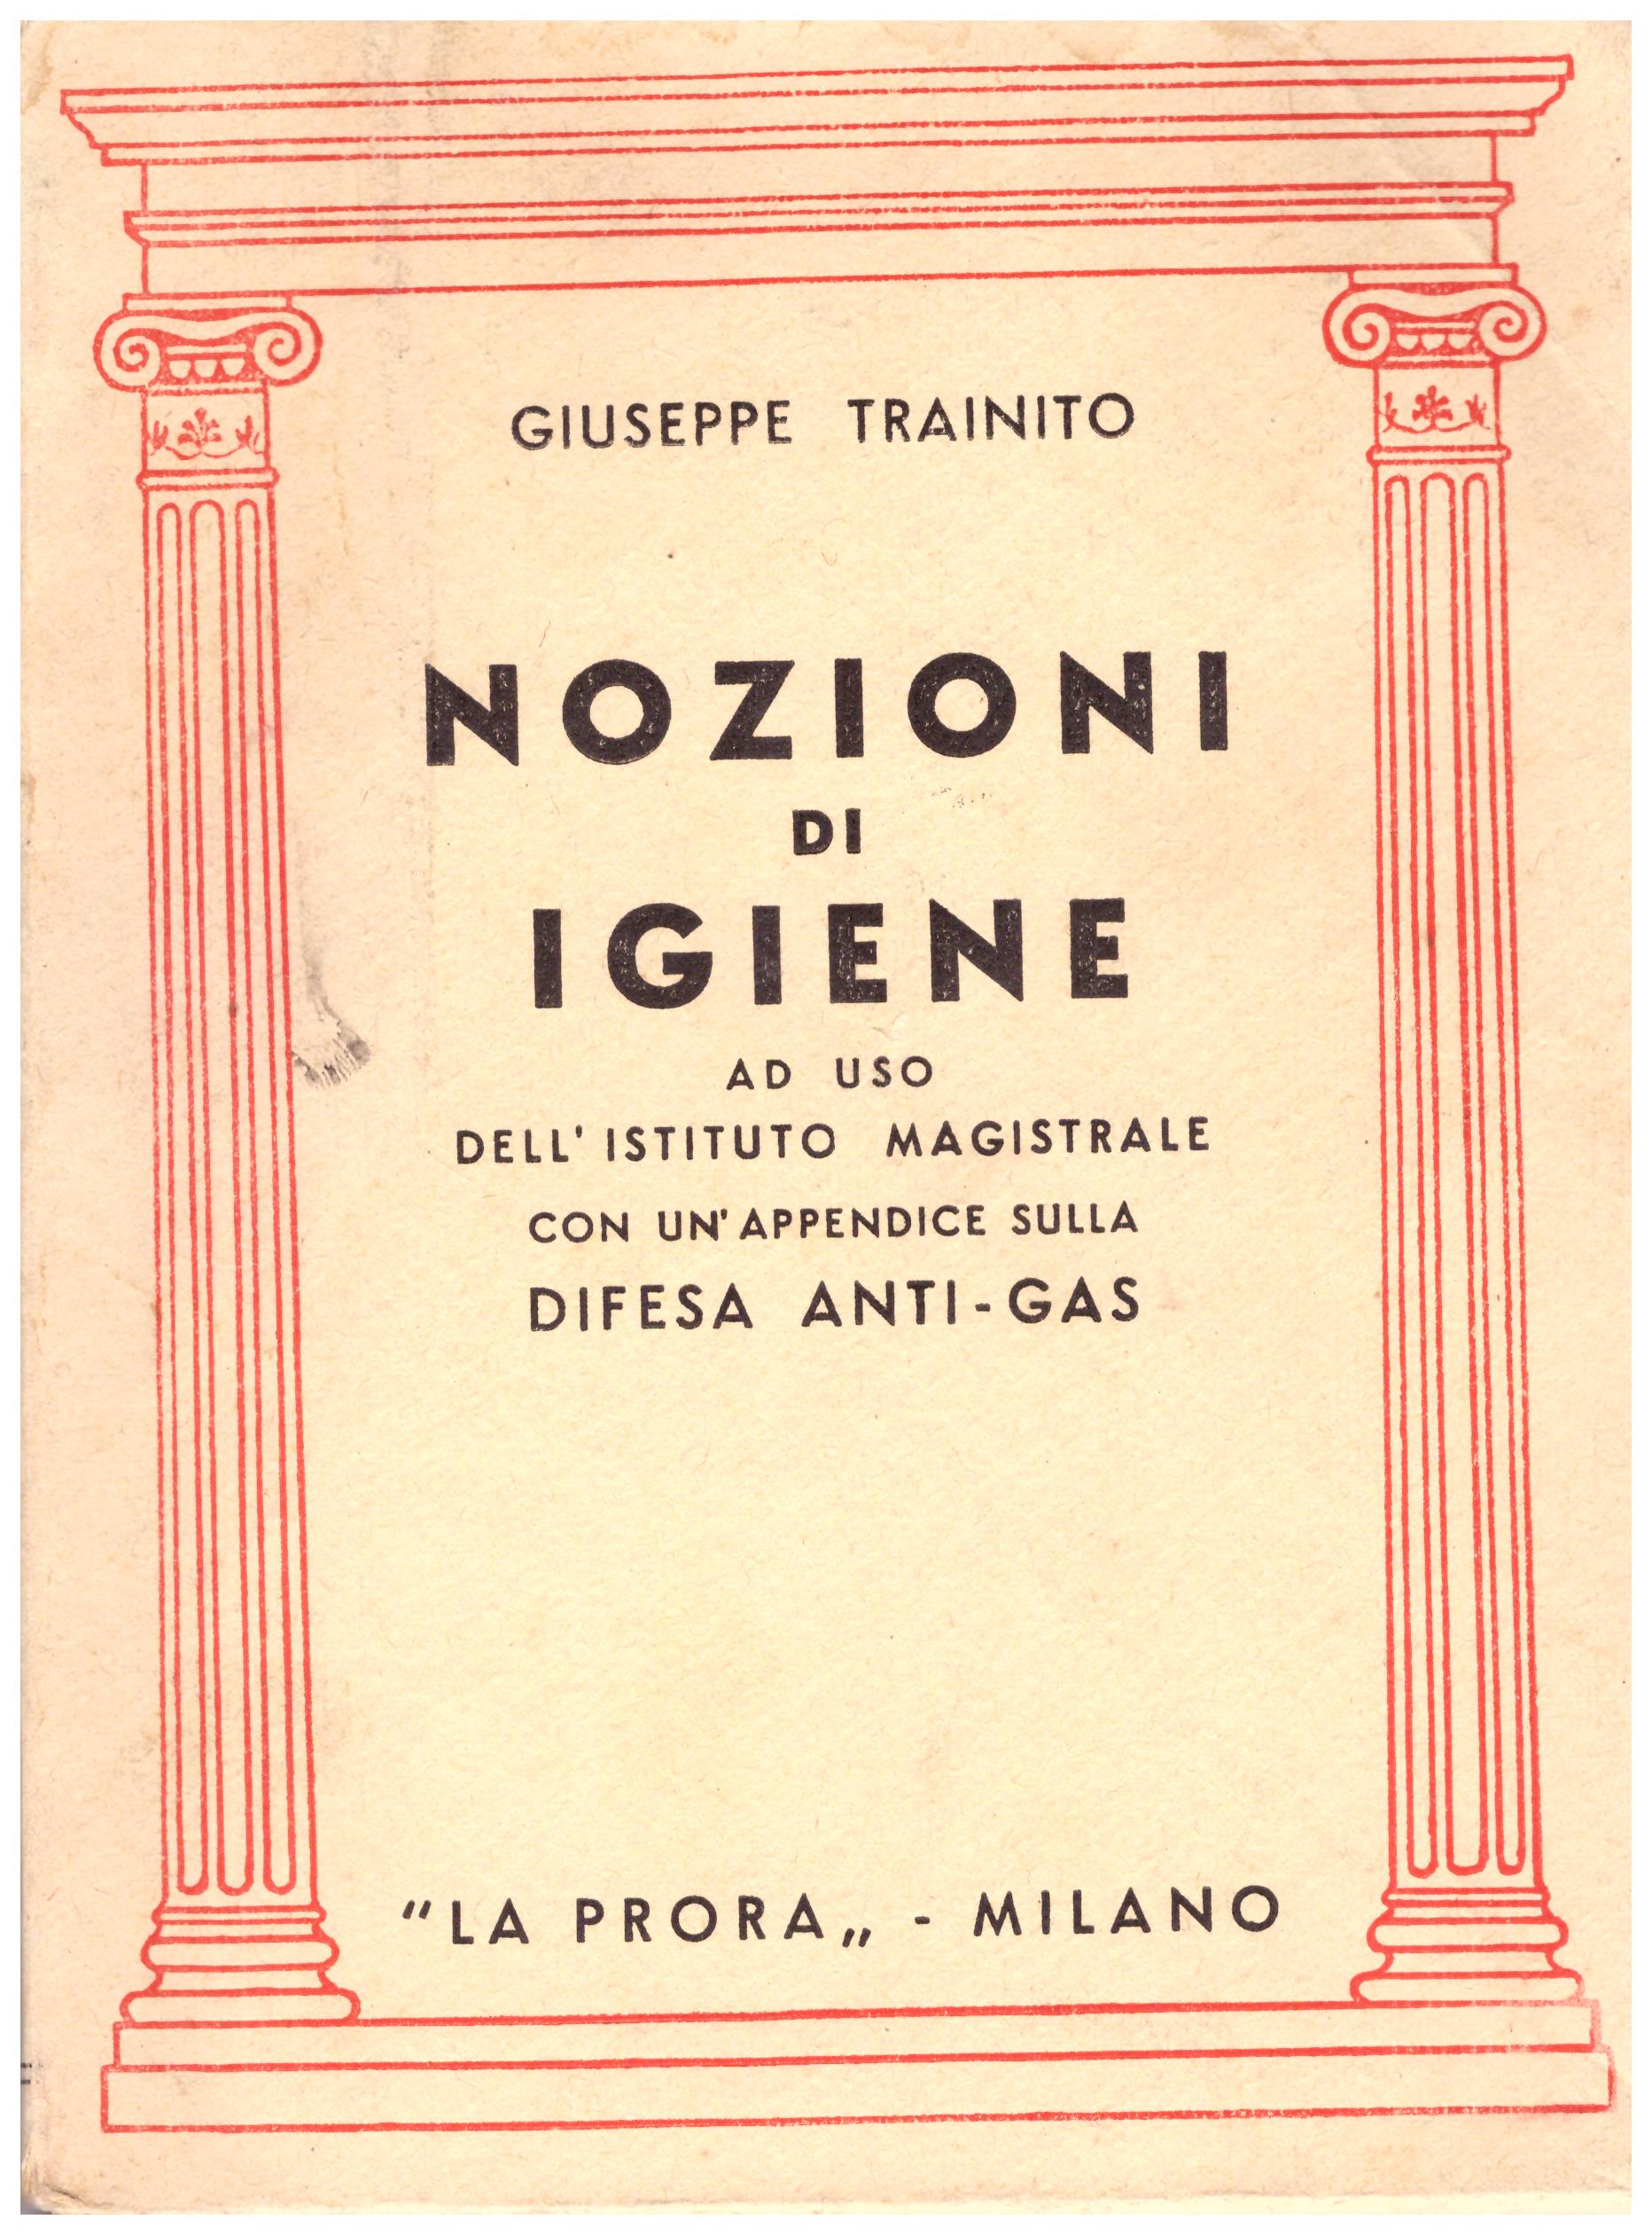 GIUSEPPE TRAINITO
NOZIONI
DI
IGIENE
AD USO
DELL' ISTITUTO MAGISTRALE
CON UN' APPENDICE SULLA
DIFESA ANTI-GAS
“LA PRORA„ - MILANO